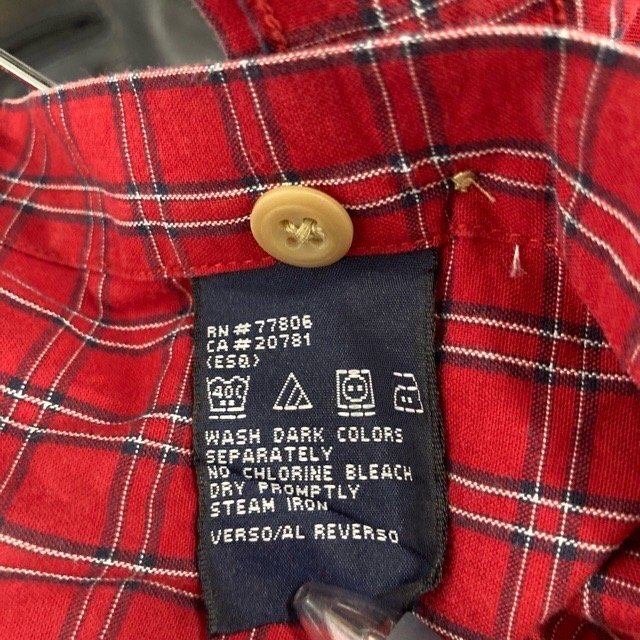 RN#77806
CA#20781
(ESQ)
40C
WASH DARK COLORS
SEPARATELY
NO CHLORINE BLEACH
DRY PROMPTLY
STEAM IRON
VERSO/AL REVERSO